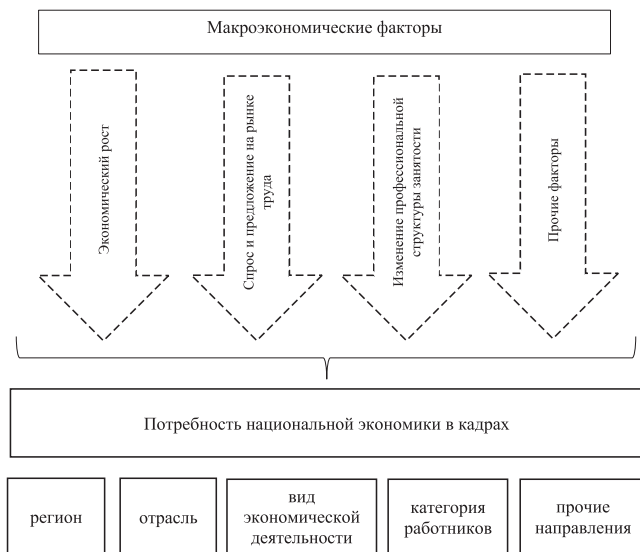 Макроэкономические факторы
Экономический рост
Спрос и предложение на рынке
труда
Изменение профессиональной
структуры занятости
Прочие факторы
Потребность национальной экономики в кадрах
регион
отрасль
вид
экономической
деятельности
категория
работников
прочие
направления